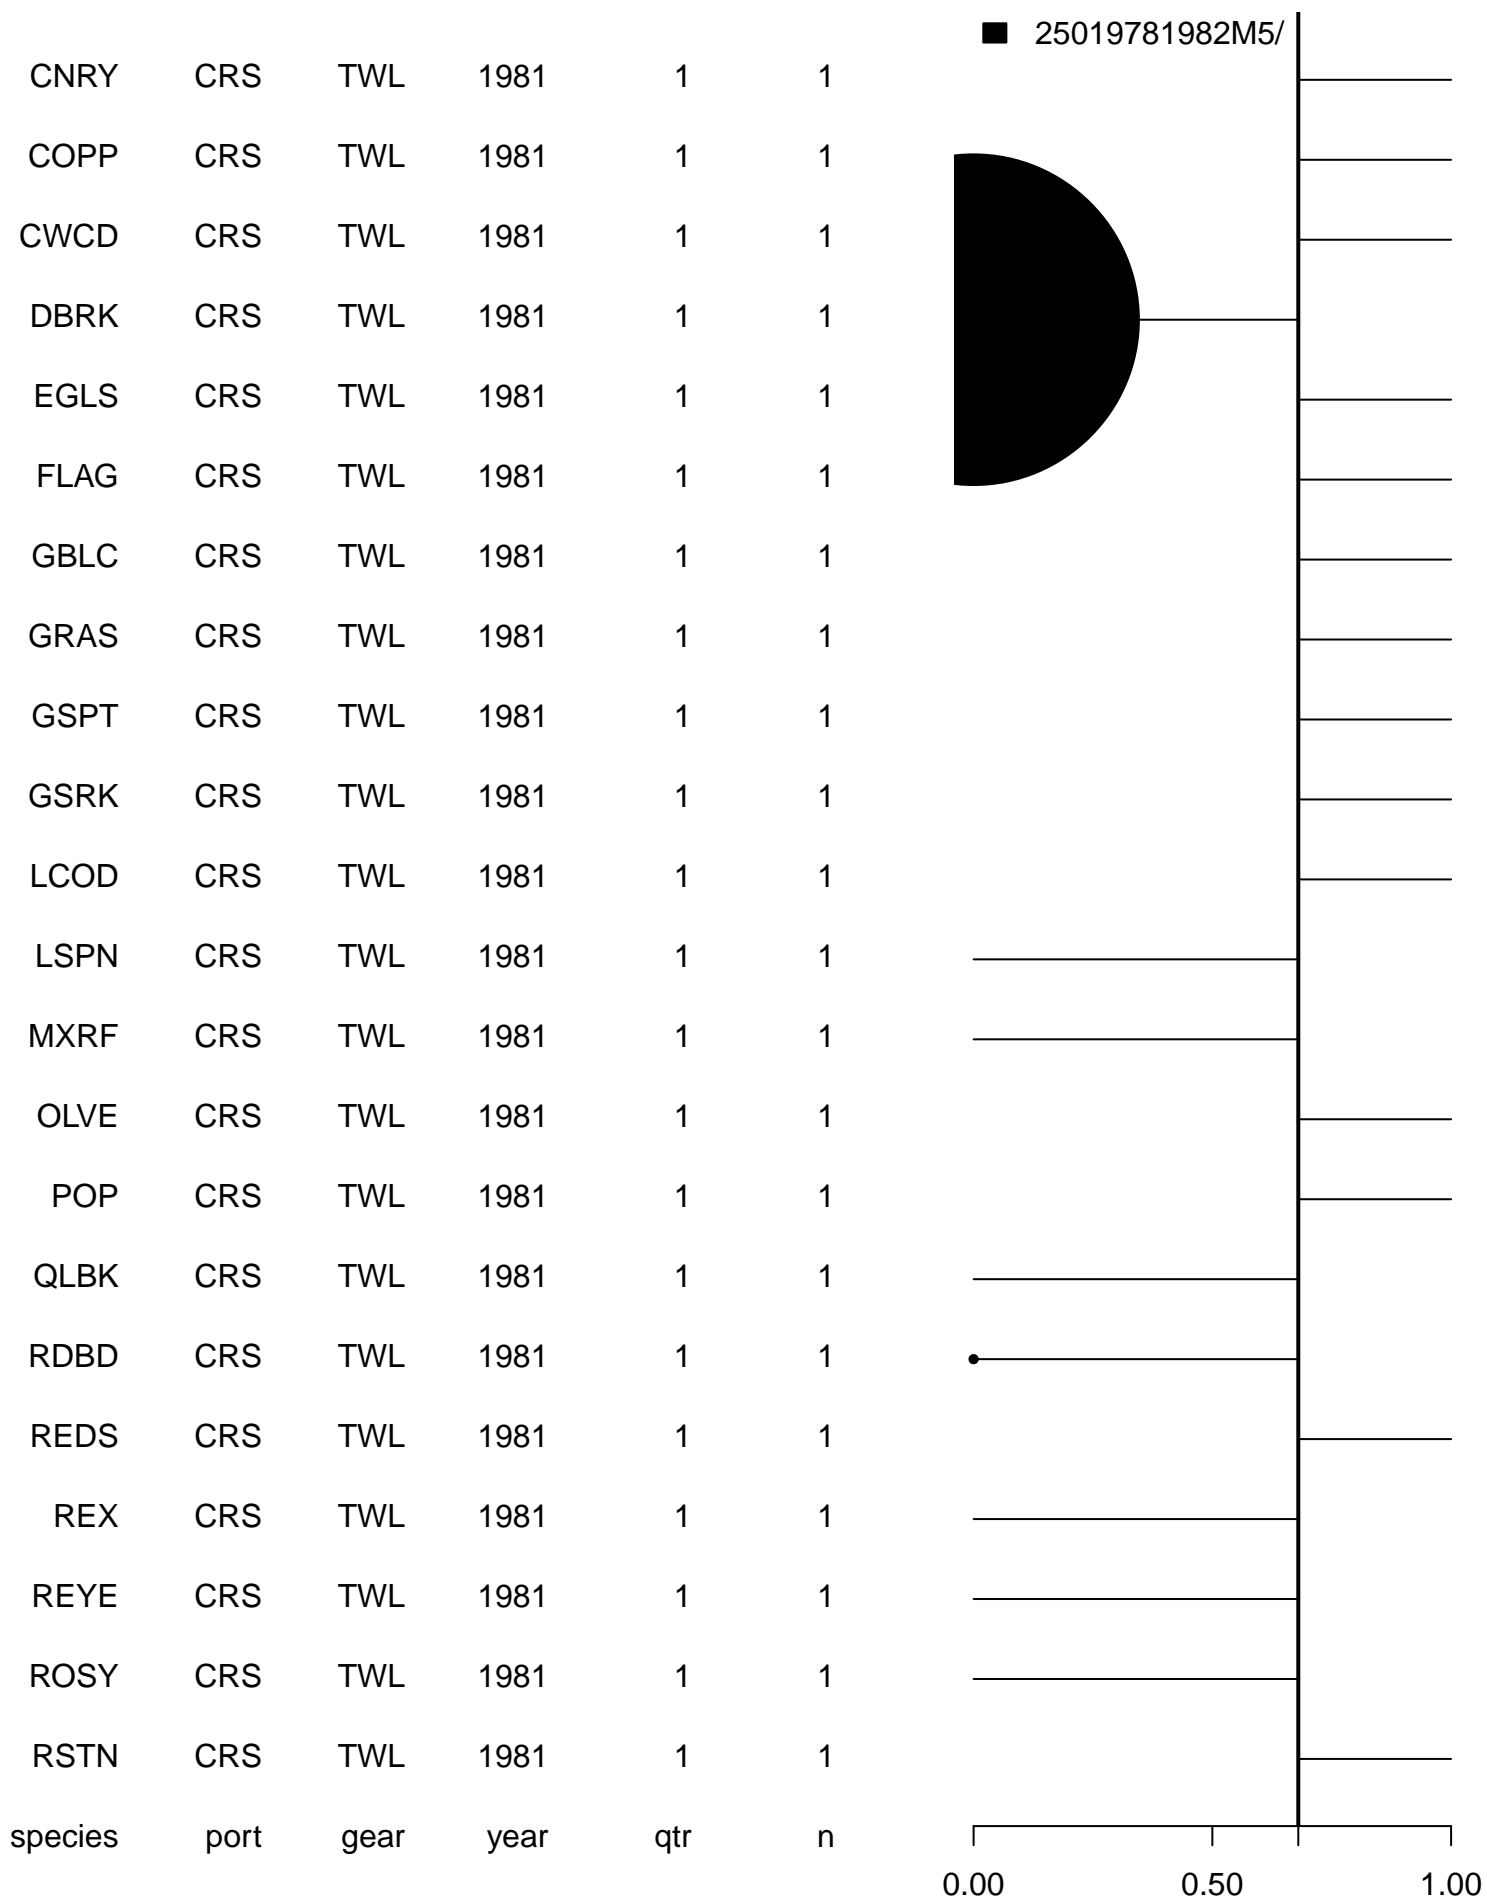 25019781982M5/
CNRY CRS TWL 1981 1 1
COPP CRS TWL 1981 1 1
CWCD CRS TWL 1981 1 1
DBRK CRS TWL 1981 1 1
EGLS CRS TWL 1981 1 1
FLAG CRS TWL 1981 1 1
GBLC CRS TWL 1981 1 1
GRAS CRS TWL 1981 1 1
GSPT CRS TWL 1981 1 1
GSRK CRS TWL 1981 1 1
LCOD CRS TWL 1981 1 1
LSPN CRS TWL 1981 1 1
MXRF CRS TWL 1981 1 1
OLVE CRS TWL 1981 1 1
POP CRS TWL 1981 1 1
QLBK CRS TWL 1981 1 1
RDBD CRS TWL 1981 1 1
REDS CRS TWL 1981 1 1
REX CRS TWL 1981 1 1
REYE CRS TWL 1981 1 1
ROSY CRS TWL 1981 1 1
RSTN CRS TWL 1981 1 1
species port gear year qtr n
0.00 0.50 1.00